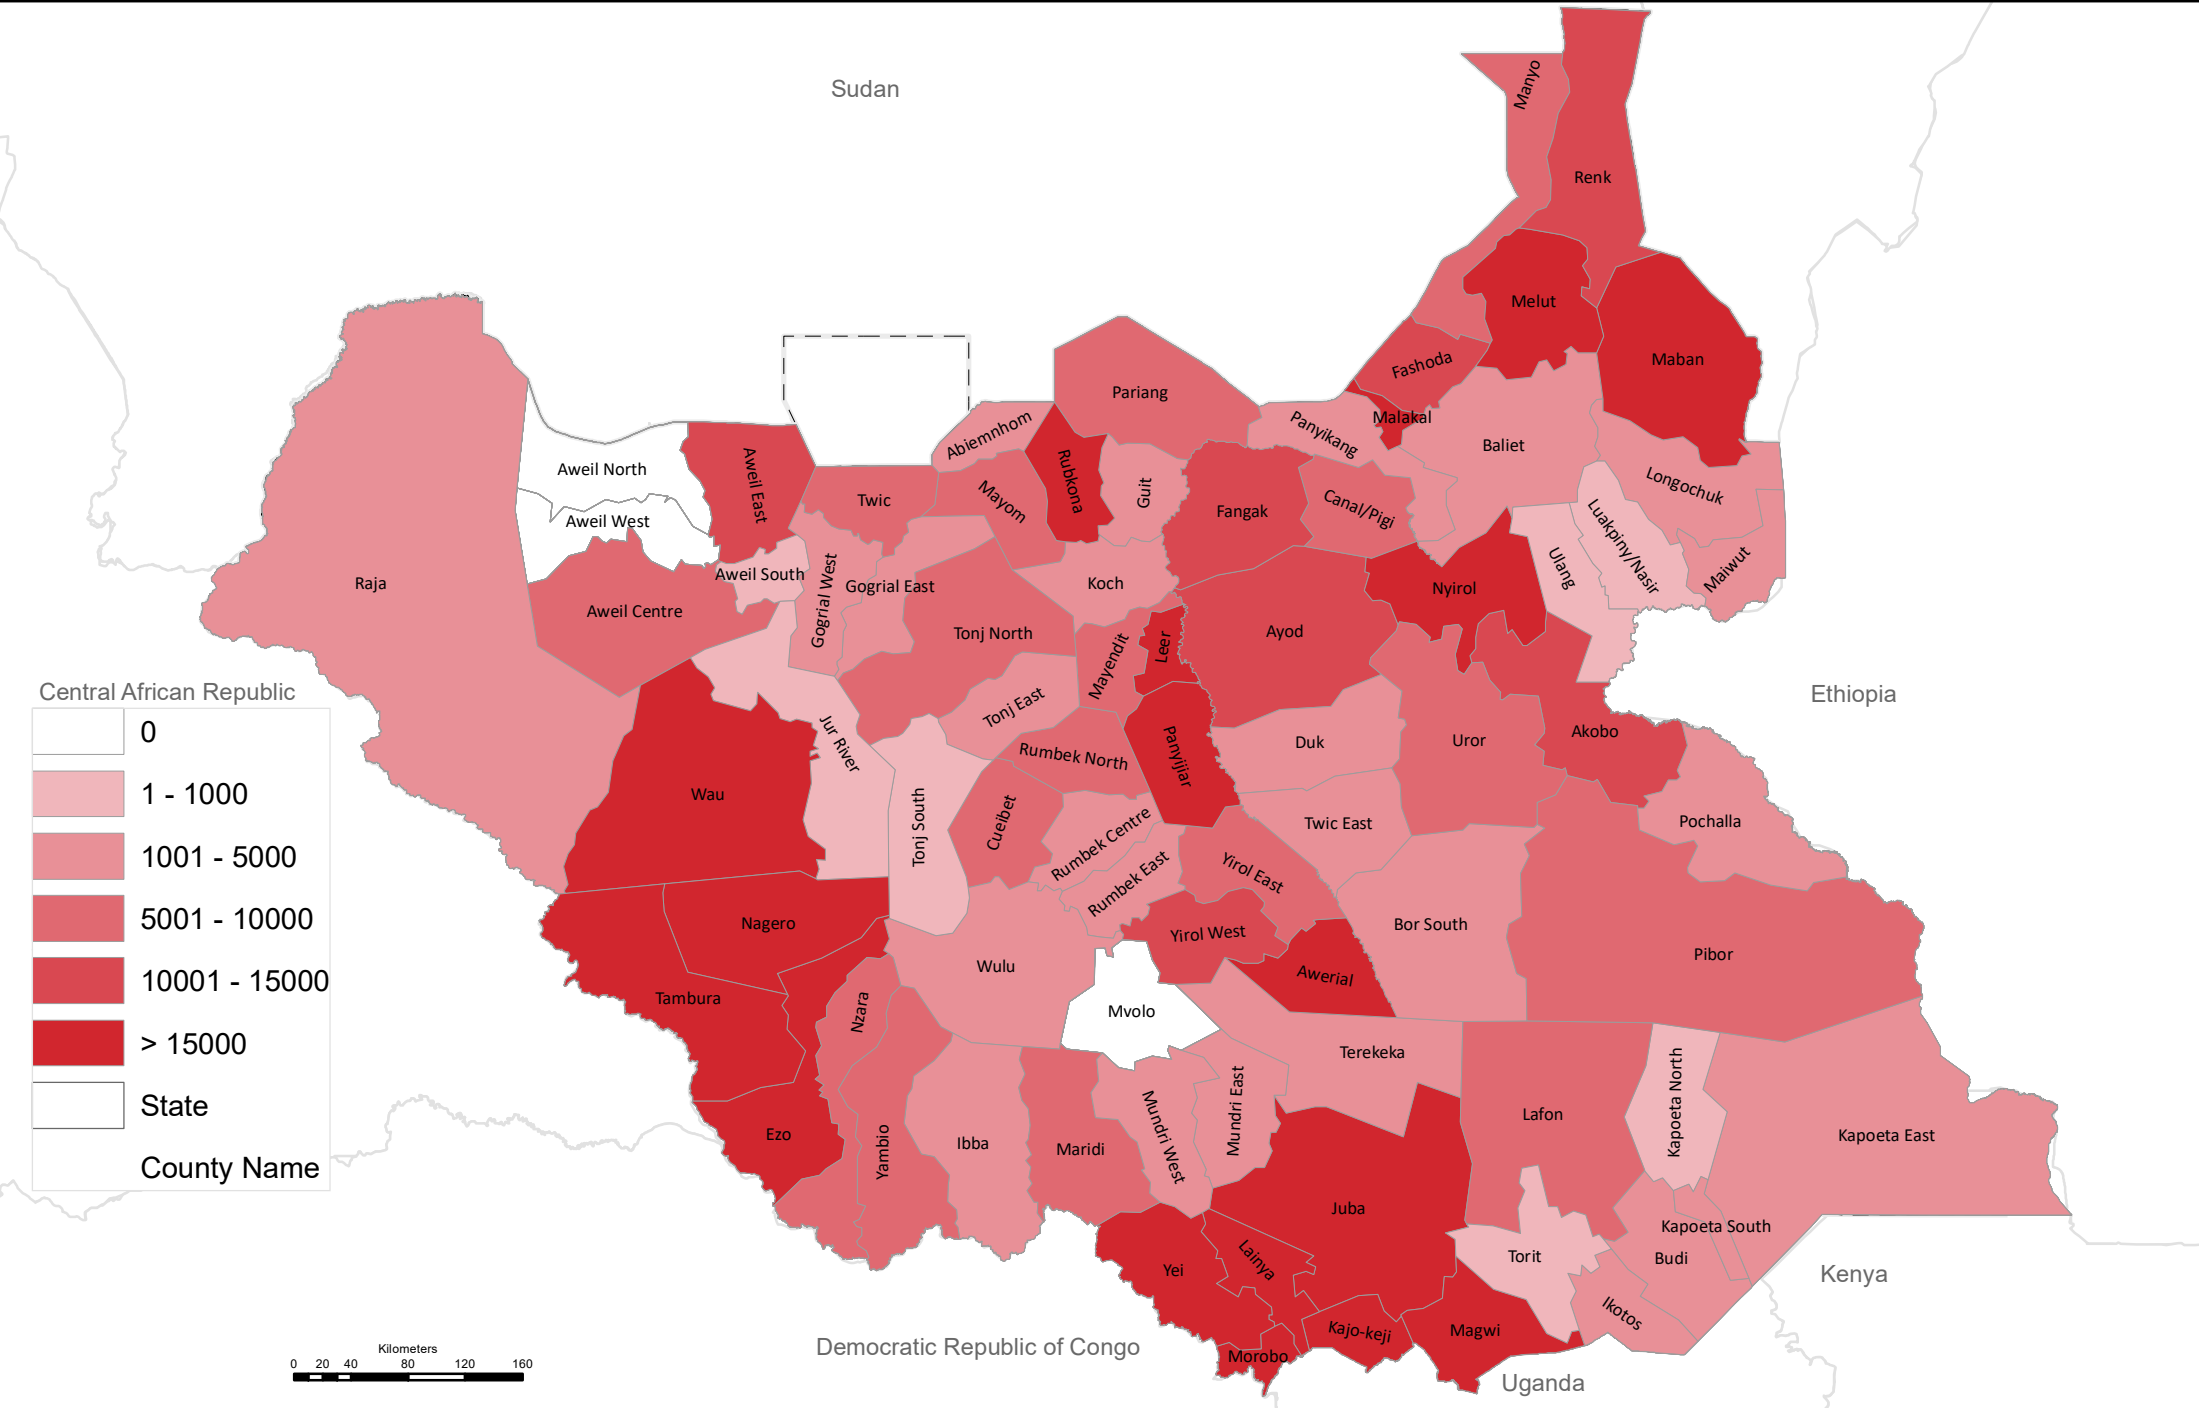 Sudan
Manyo
Renk
Melut
Maban
Fashoda
Pariang
Malakal
Abiemnhom
Panyikang
Baliet
Aweil North
Aweil East
Rubkona
Guit
Longochuk
Twic
Mayom
Fangak
Canal/Pigi
Aweil West
Luakpiny/Nasir
Ulang
Maiwut
Aweil South
Raja
Gogrial West
Gogrial East
Koch
Nyirol
Aweil Centre
Tonj North
Ayod
Leer
Mayendit
Central African Republic
Ethiopia
Tonj East
0
Jur River
Rumbek North
Panyijiar
Duk
Uror
Akobo
1 - 1000
Wau
Tonj South
Cueibet
Rumbek Centre
Twic East
Pochalla
1001 - 5000
Rumbek East
Yirol East
5001 - 10000
Nagero
Yirol West
Bor South
Pibor
10001 - 15000
Wulu
Awerial
Tambura
Nzara
Mvolo
> 15000
Terekeka
State
Kapoeta North
Mundri East
Mundri West
Lafon
Ezo
Yambio
Ibba
Maridi
Kapoeta East
County Name
Juba
Kapoeta South
Lainya
Torit
Budi
Yei
Kenya
Ikotos
Kajo-keji
Magwi
Democratic Republic of Congo
Kilometers
Morobo
0 20 40 80 120 160
Uganda